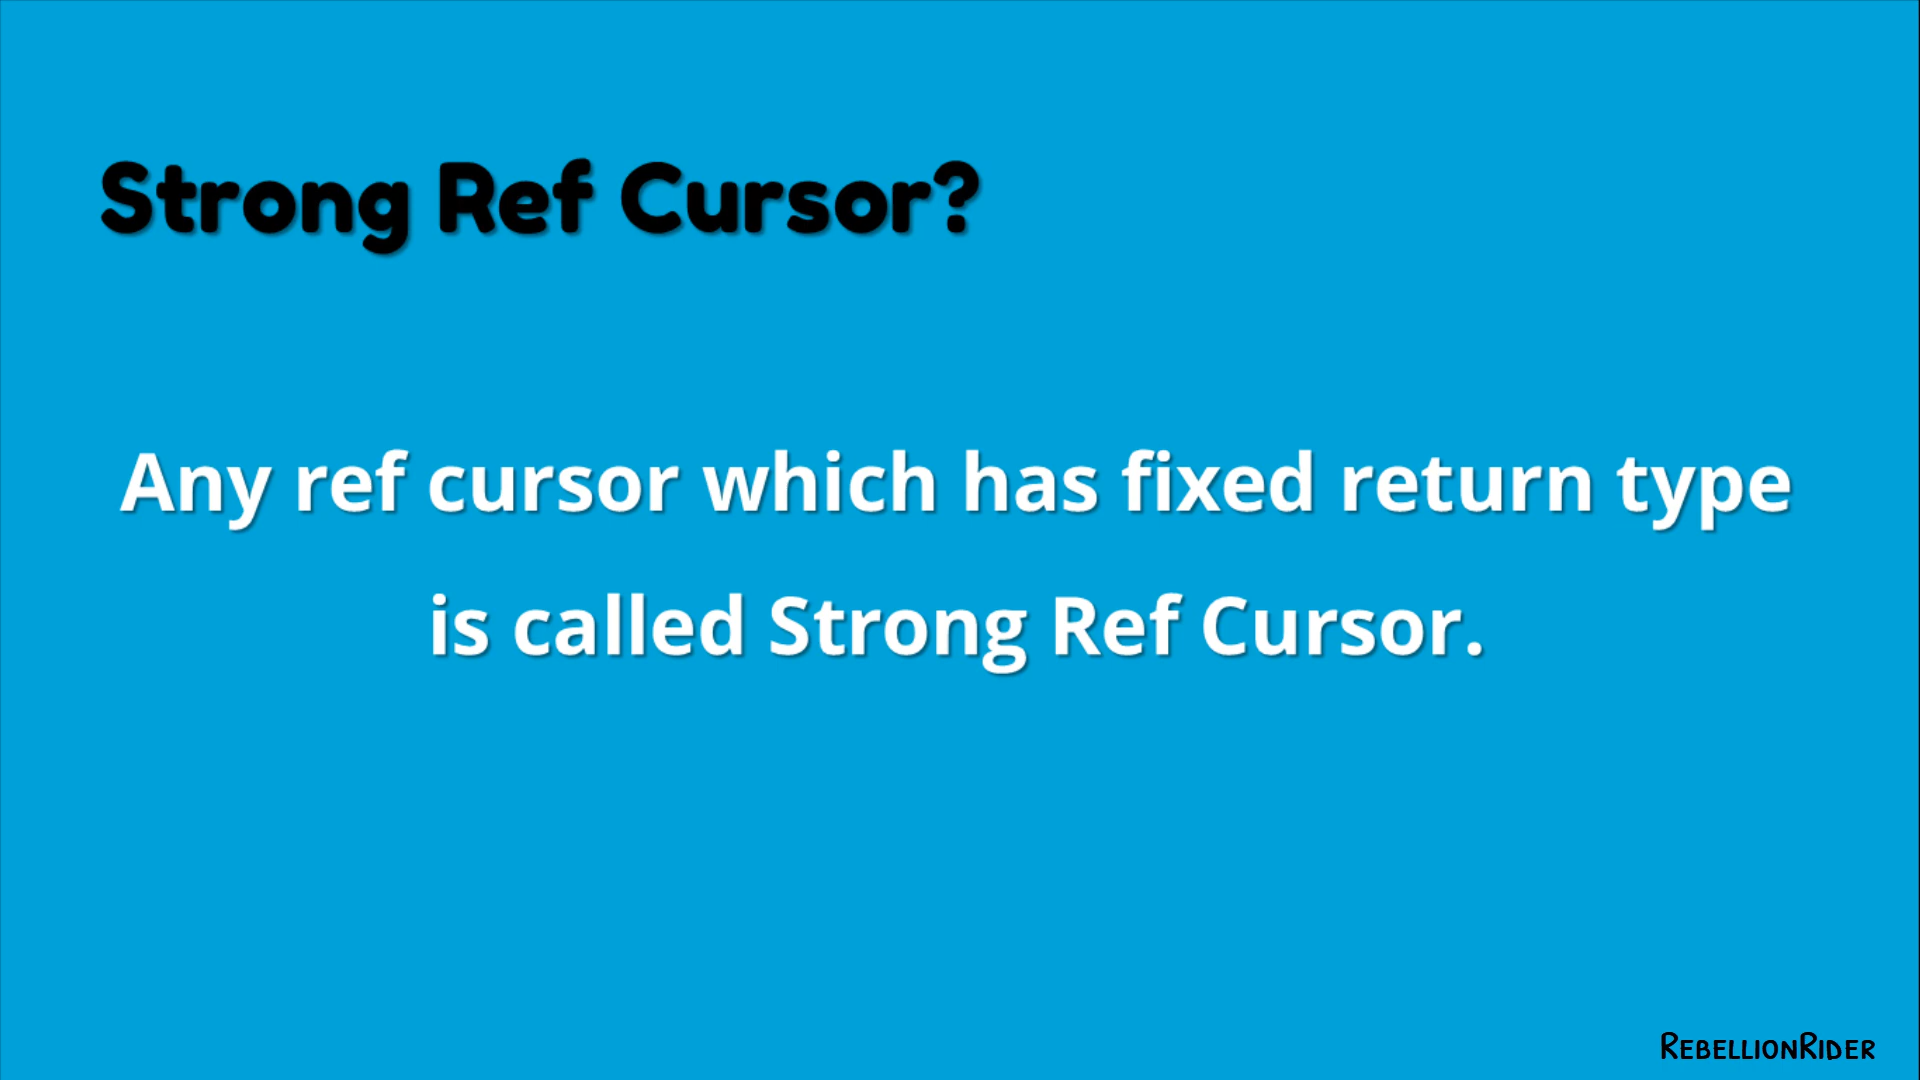 Strong Ref Cursor?
Any ref cursor which has fixed return type
is called Strong Ref Cursor.
RebellionRider